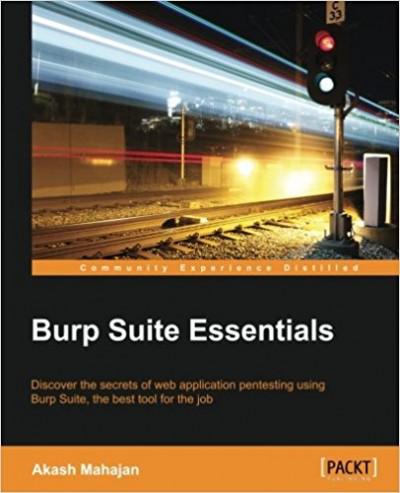 C
33
Community Experience Distilled
Burp Suite Essentials
Discover the secrets of web application pentesting using
Burp Suite, the best tool for the job
Akash Mahajan
[PACKT]
PUBLISHING